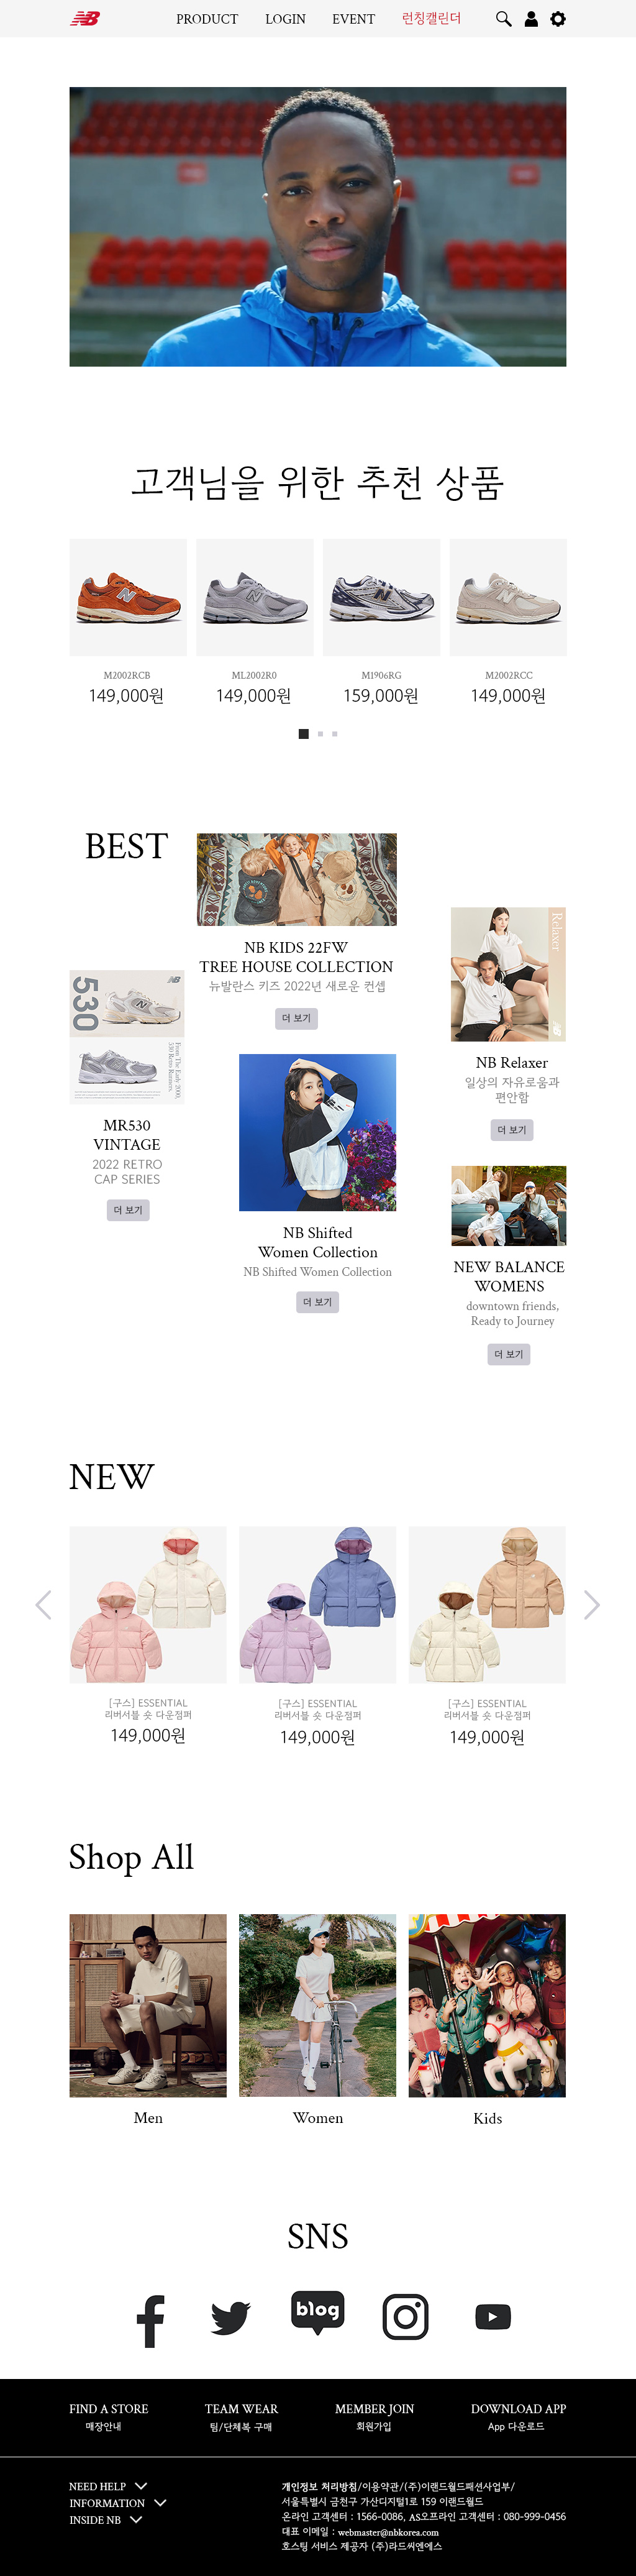 NB
PRODUCT
LOGIN
EVENT
런칭캘린더
고객님을 위한 추천 상품
M2002RCB
149,000원
ML2002R0
149,000원
M1906RG
159,000원
M2002RCC
149,000원
BEST
NB KIDS 22FW
TREE HOUSE COLLECTION
뉴발란스 키즈 2022년 새로운 컨셉
더 보기
Relaxer
NB Relaxer
일상의 자유로움과
편안함
더 보기
530
From The Early 2000,
530 Retro Runners.
MR530
VINTAGE
2022 RETRO
CAP SERIES
더 보기
NB Shifted
Women Collection
NB Shifted Women Collection
더 보기
NEW BALANCE
WOMENS
downtown friends,
Ready to Journey
더 보기
NEW
[구스] ESSENTIAL
리버서블 숏 다운점퍼
149,000원
[구스] ESSENTIAL
리버서블 숏 다운점퍼
149,000원
[구스] ESSENTIAL
리버서블 숏 다운점퍼
149,000원
Shop All
Men
Women
Kids
SNS
blog
FIND A STORE
매장안내
TEAM WEAR
팀/단체복 구매
MEMBER JOIN
회원가입
DOWNLOAD APP
App 다운로드
NEED HELP
INFORMATION
INSIDE NB
개인정보 처리방침/이용약관/(주)이랜드월드패션사업부/
서울특별시 금천구 가산디지털1로 159 이랜드월드
온라인 고객센터 : 1566-0086, AS오프라인 고객센터 : 080-999-0456
대표 이메일 : webmaster@nbkorea.com
호스팅 서비스 제공자 (주)라드씨엔에스